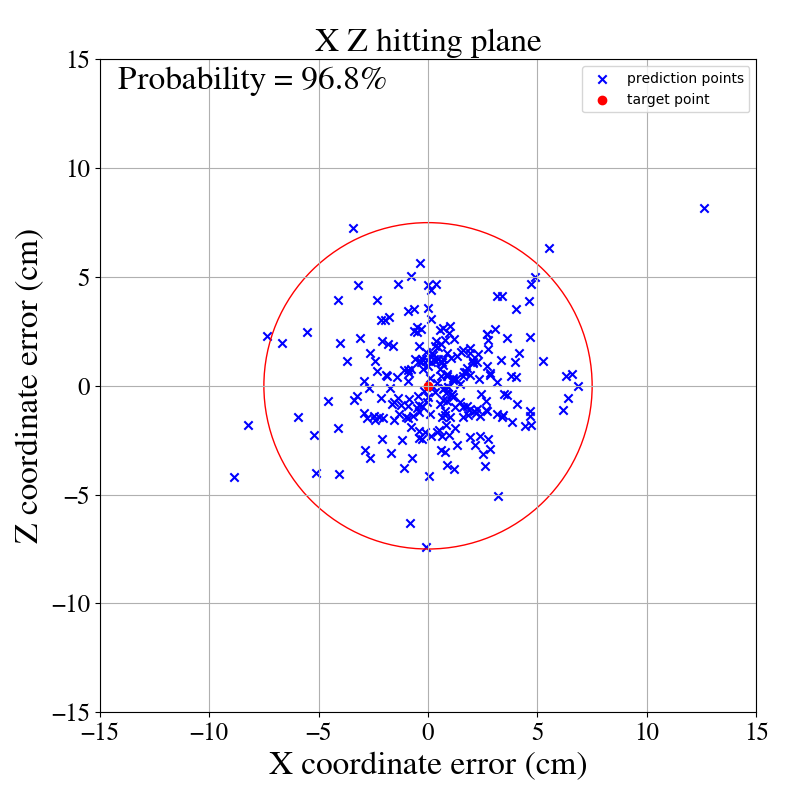 X Z hitting plane
Probability = 96.8%
prediction points
target point
15
10
5
0
−5
−10
−15
−15
−10
−5
0
5
10
15
Z coordinate error (cm)
X coordinate error (cm)